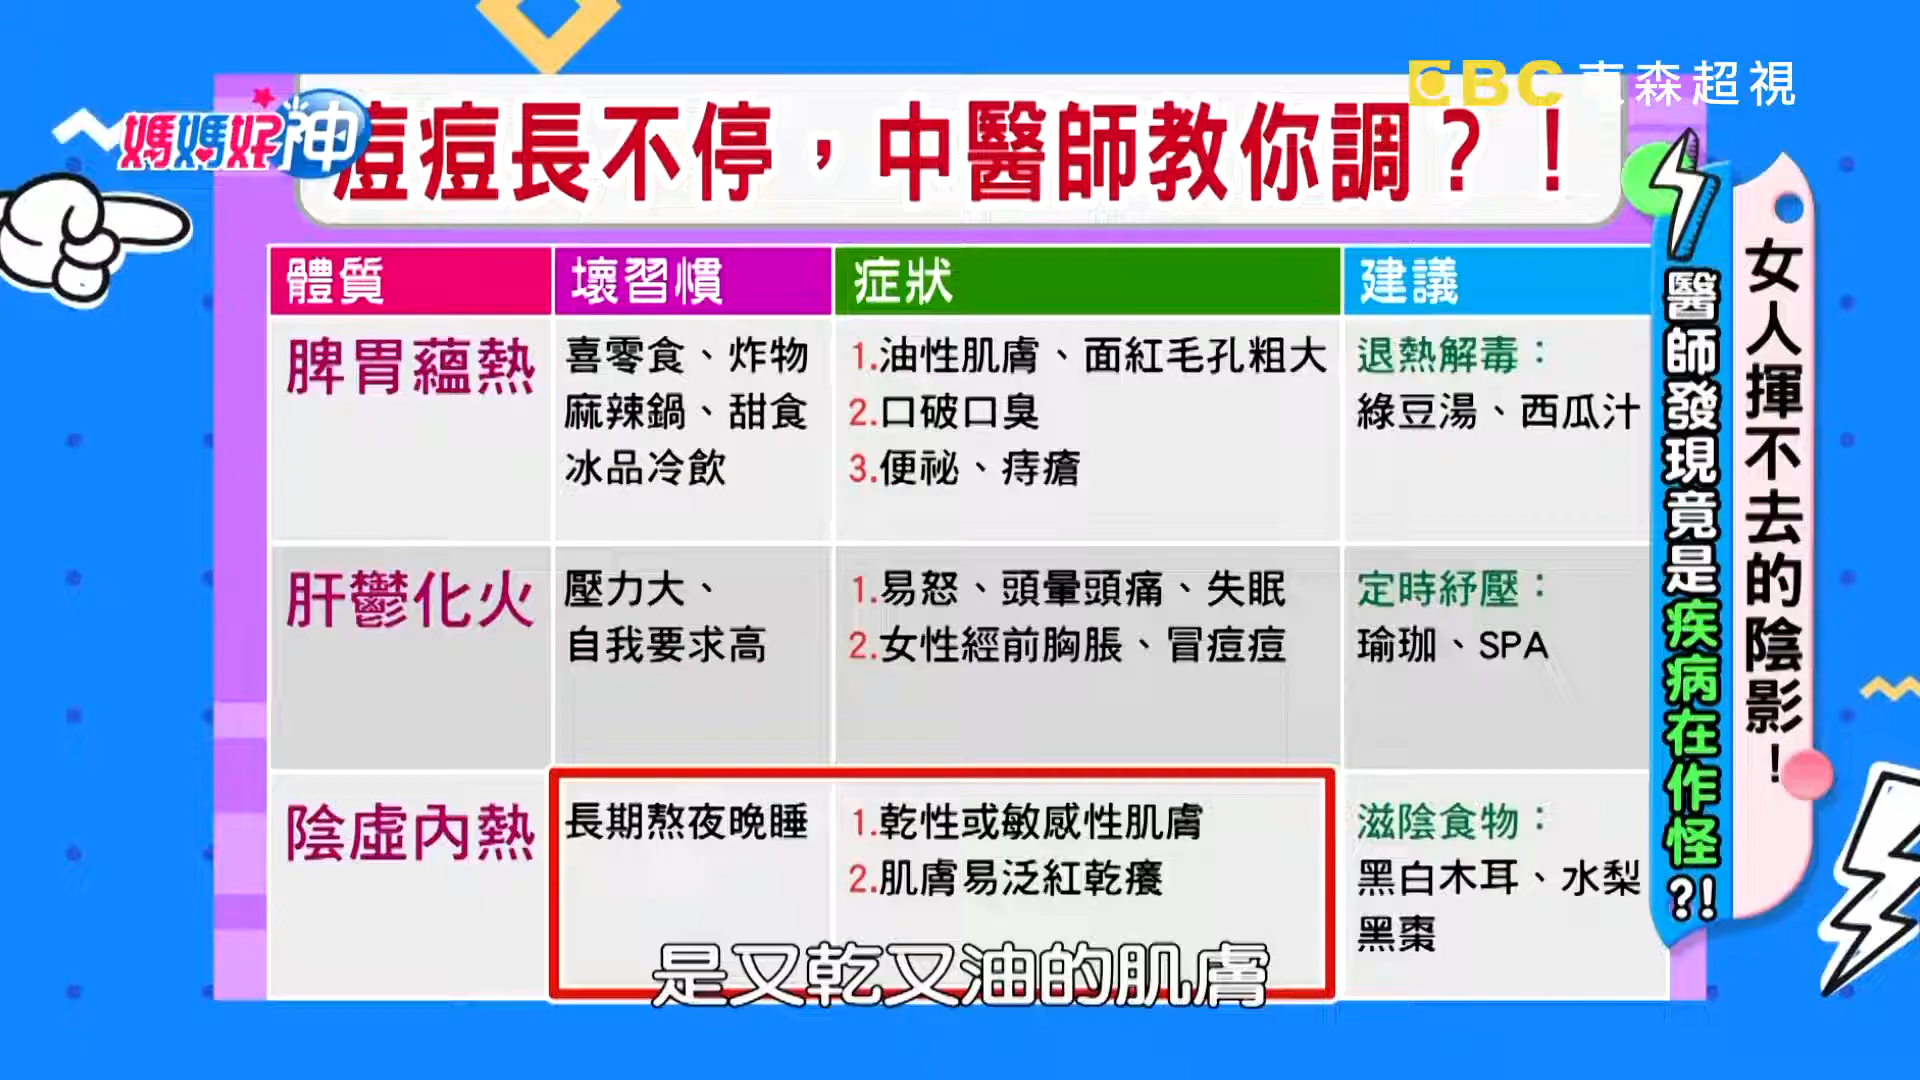 EBC 東森超視
媽媽好神
痘痘長不停，中醫師教你調？！
體質 壞習慣 症狀 建議
脾胃蘊熱
喜零食、炸物
麻辣鍋、甜食
冰品冷飲
1.油性肌膚、面紅毛孔粗大
2.口破口臭
3.便祕、痔瘡
退熱解毒：
綠豆湯、西瓜汁
肝鬱化火
壓力大、
自我要求高
1.易怒、頭暈頭痛、失眠
2.女性經前胸脹、冒痘痘
定時紓壓：
瑜珈、SPA
陰虛內熱
長期熬夜晚睡
1.乾性或敏感性肌膚
2.肌膚易泛紅乾癢
滋陰食物：
黑白木耳、水梨
黑棗
是又乾又油的肌膚
女人揮不去的陰影！
醫師發現竟是疾病在作怪?!